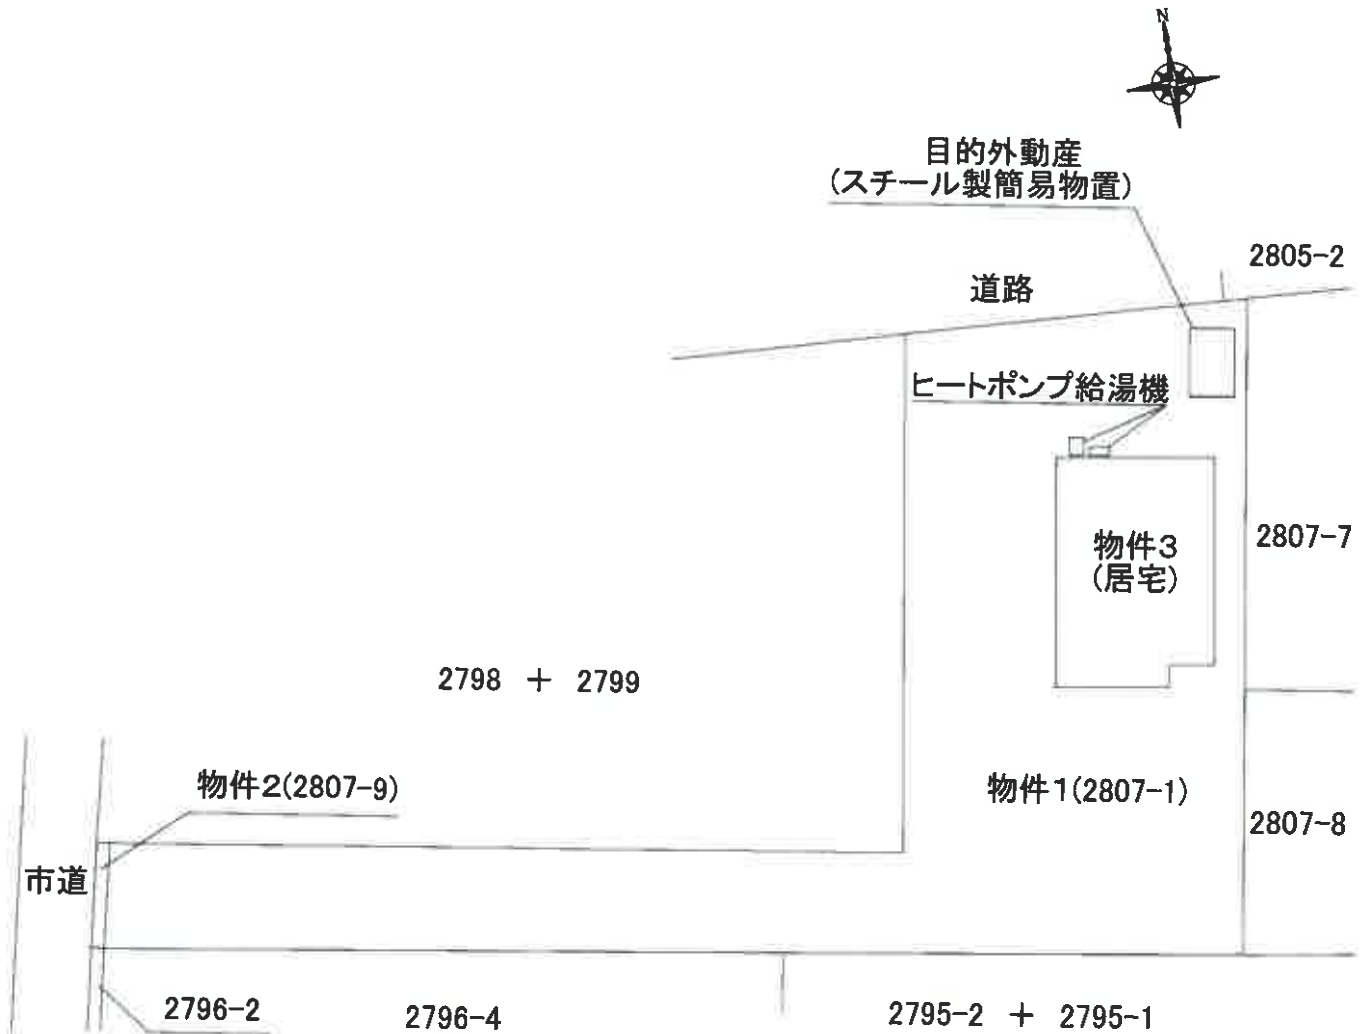 N
目的外動産
(スチール製簡易物置)
2805-2
道路
ヒートポンプ給湯機
物件3
(居宅)
2807-7
2798 + 2799
物件2(2807-9)
物件1(2807-1)
2807-8
市道
2796-2
2796-4
2795-2 + 2795-1